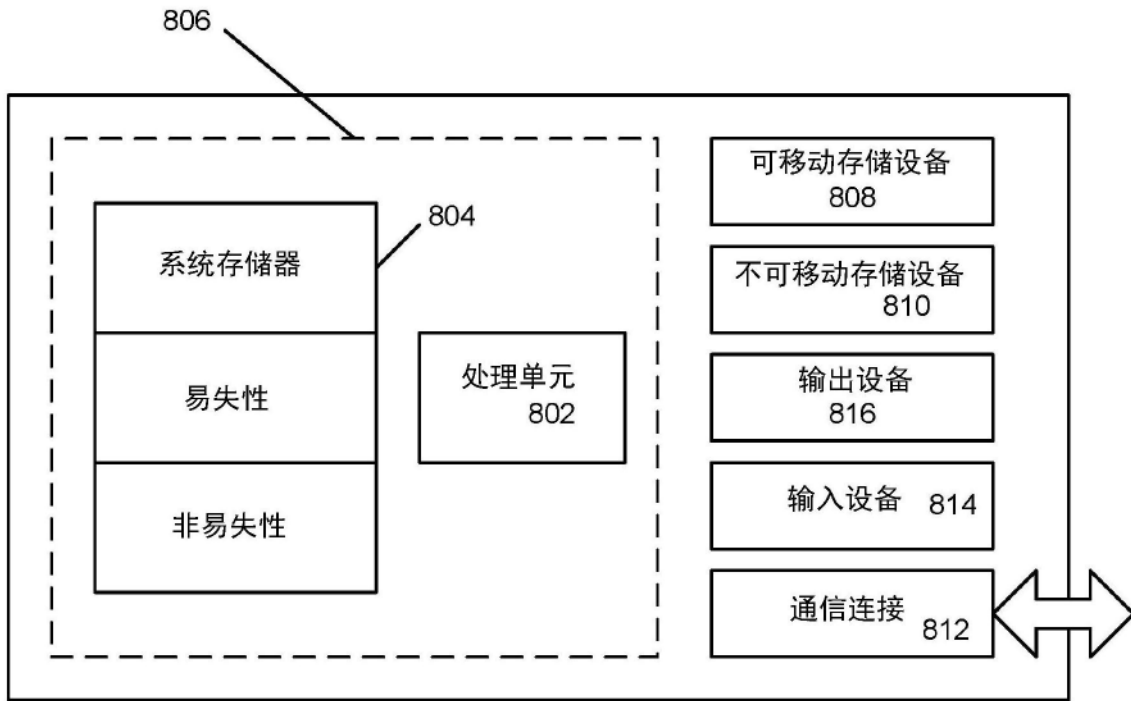 806
804
系统存储器
易失性
非易失性
处理单元
802
可移动存储设备
808
不可移动存储设备
810
输出设备
816
输入设备 814
通信连接 812